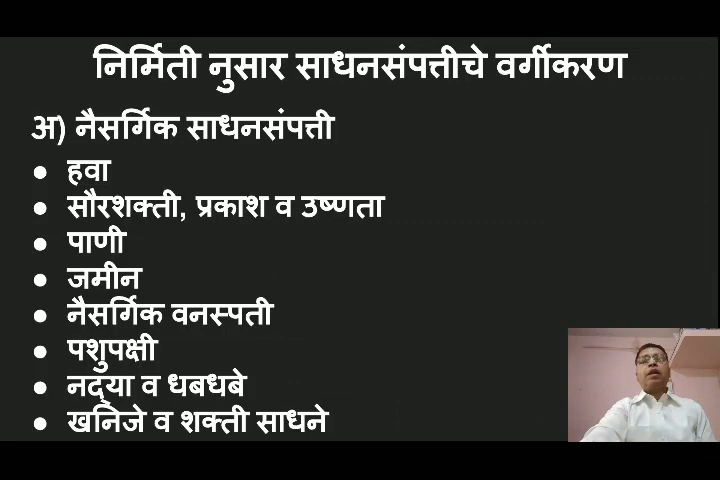 निर्मिती नुसार साधनसंपत्तीचे वर्गीकरण
अ) नैसर्गिक साधनसंपत्ती
● हवा
● सौरशक्ती, प्रकाश व उष्णता
● पाणी
● जमीन
● नैसर्गिक वनस्पती
● पशुपक्षी
● नद्या व धबधबे
● खनिजे व शक्ती साधने